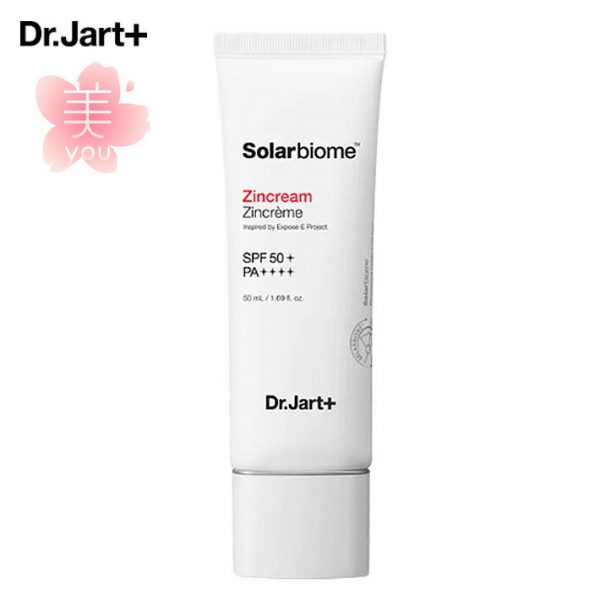 Dr.Jart+
美
you
Solarbiome™
Zincream
Zincrème
Inspired by Expose E Project
SPF 50+
PA++++
50 mL / 1.69 fl. oz.
Solarbiome
Dr.Jart+